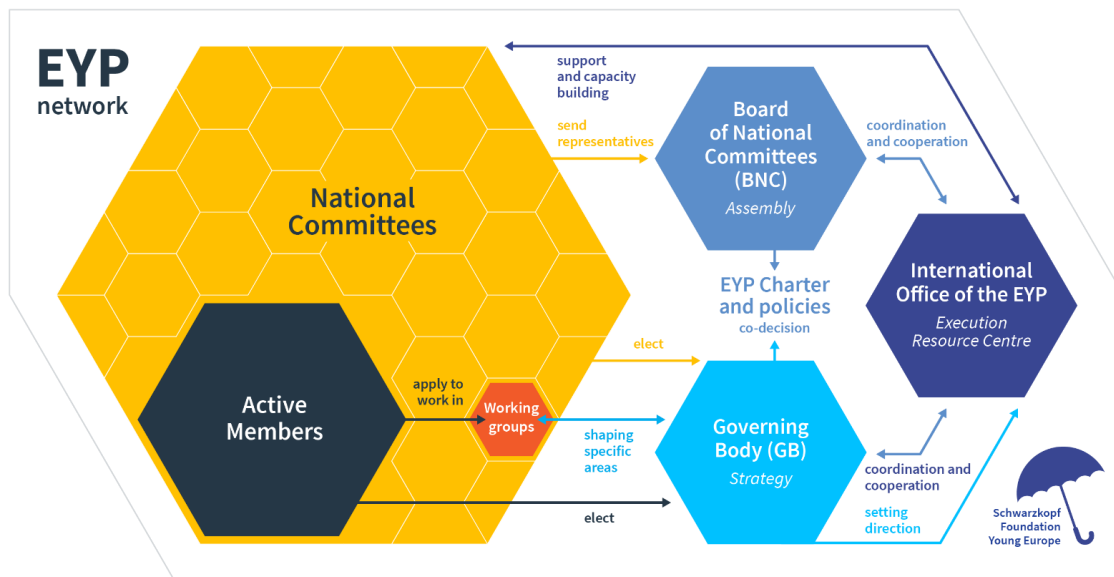 EYP
network
National
Committees
Active
Members
apply to
work in
Working
groups
support
and capacity
building
send
representatives
Board
of National
Committees
(BNC)
Assembly
coordination
and cooperation
EYP Charter
and policies
co-decision
International
Office of the EYP
Execution
Resource Centre
elect
shaping
specific
areas
Governing
Body (GB)
Strategy
coordination and
cooperation
elect
setting
direction
Schwarzkopf
Foundation
Young Europe